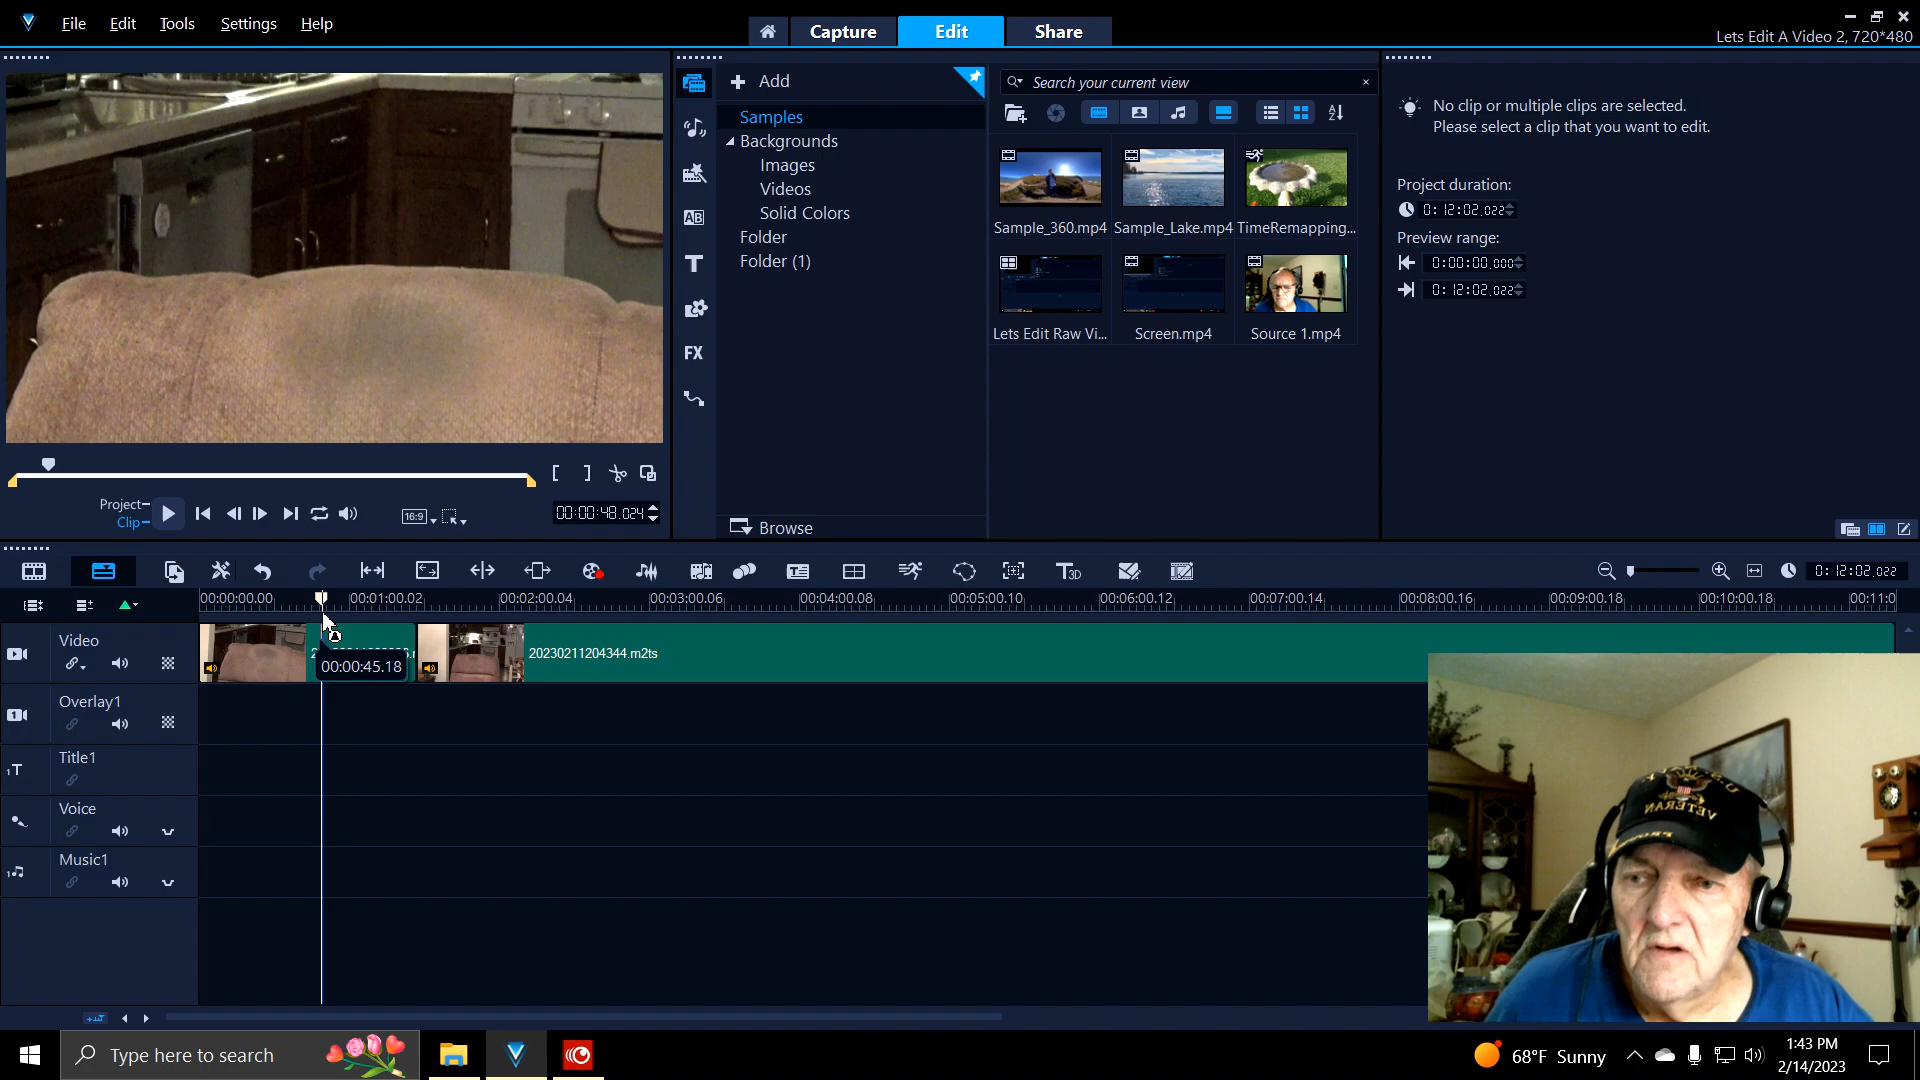 File Edit Tools Settings Help
Capture Edit Share
Lets Edit A Video 2, 720*480
Add
Search your current view
Samples
Backgrounds
Images
Videos
Solid Colors
Folder
Folder (1)
Browse
Sample_360.mp4 Sample_Lake.mp4 TimeRemapping...
Lets Edit Raw Vi... Screen.mp4 Source 1.mp4
No clip or multiple clips are selected.
Please select a clip that you want to edit.
Project duration:
0:12:02.022
Preview range:
0:00:00.000
0:12:02.022
Project
Clip
16:9
00:00:48.024
AB
T
FX
T3D
0:12:02.022
00:00:00.00 00:01:00.02 00:02:00.04 00:03:00.06 00:04:00.08 00:05:00.10 00:06:00.12 00:07:00.14 00:08:00.16 00:09:00.18 00:10:00.18 00:11:0
Video
20230211204344.m2ts
00:00:45.18
Overlay1
Title1
Voice
Music1
VETERAN
Type here to search
68°F Sunny
1:43 PM
2/14/2023